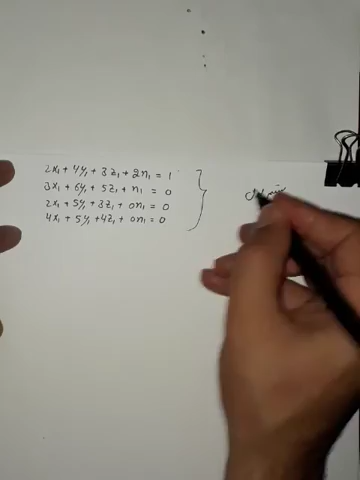 2x₁ + 4y₁ + 3z₁ + 2n₁ = 1
3x₁ + 6y₁ + 5z₁ + n₁ = 0
2x₁ + 5y₁ + 3z₁ + 0n₁ = 0
4x₁ + 5y₁ + 4z₁ + 0n₁ = 0